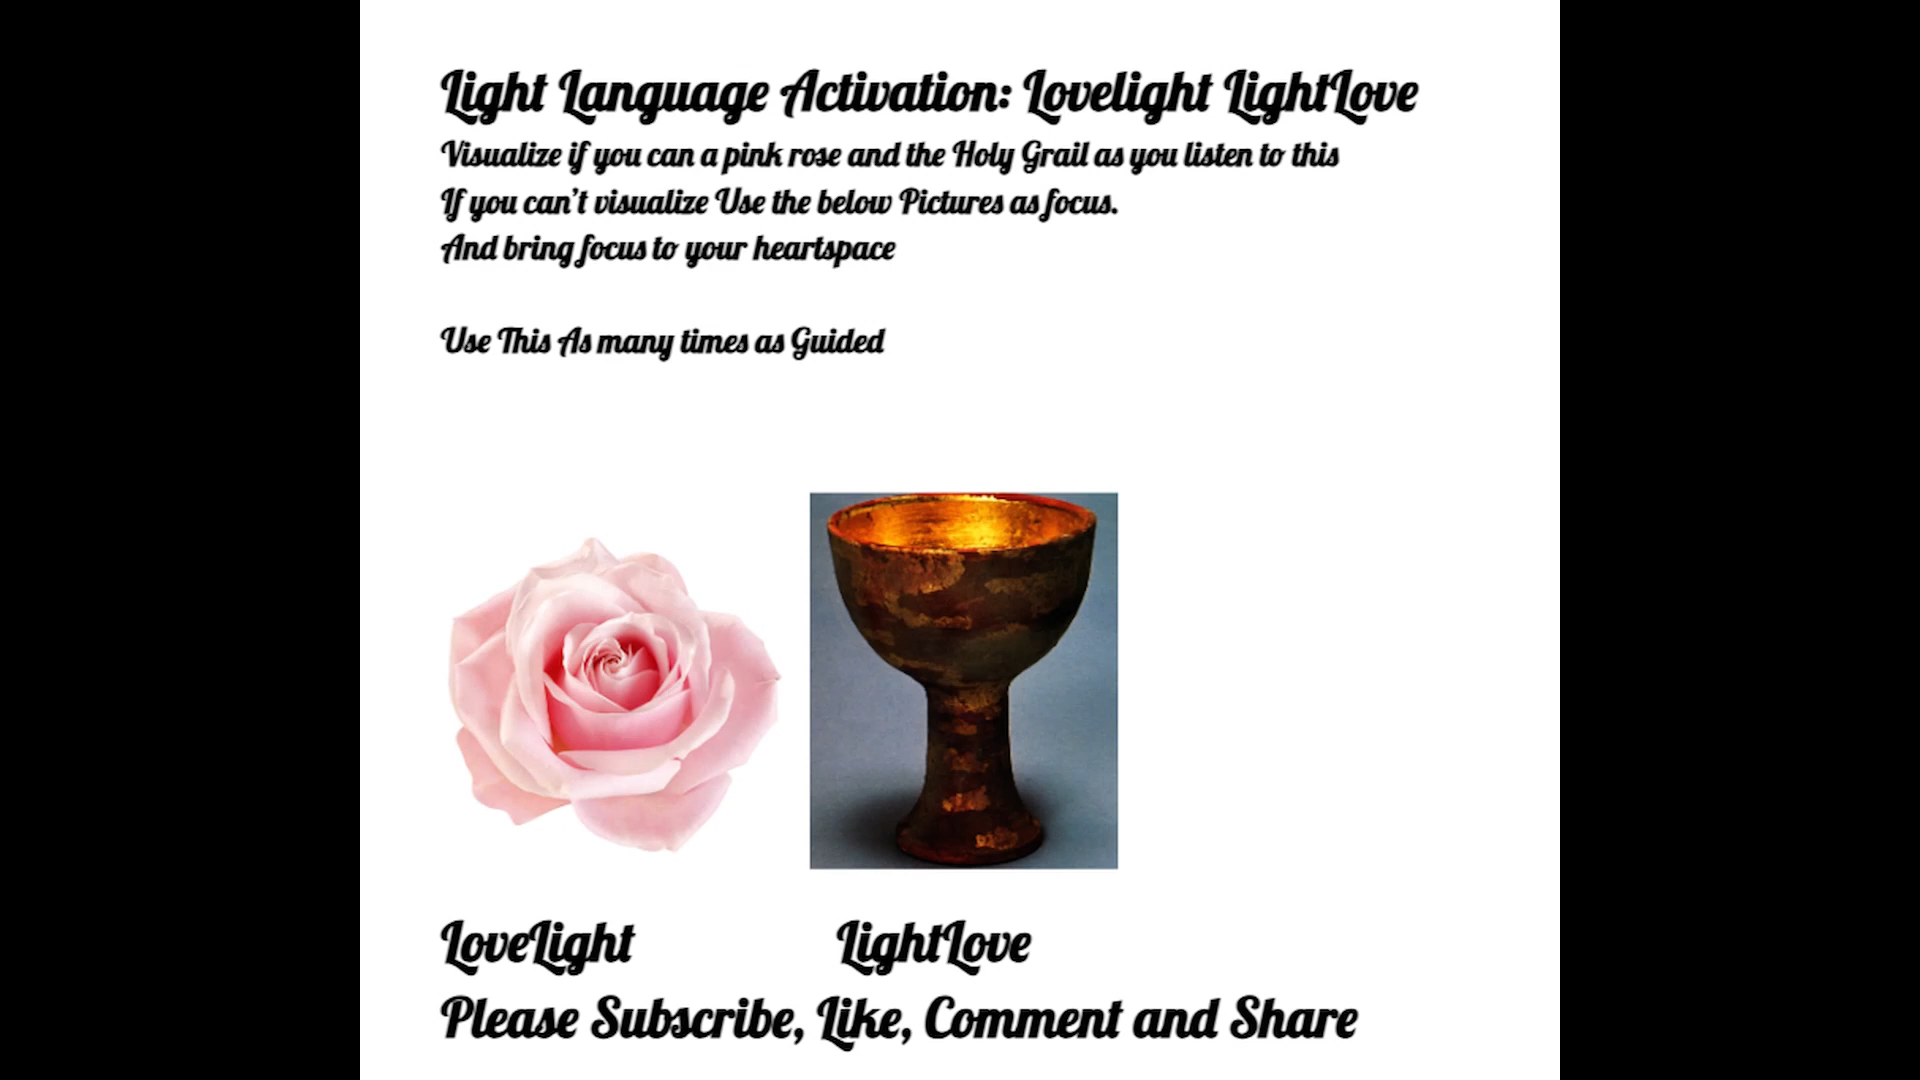 Light Language Activation: Lovelight LightLove
Visualize if you can a pink rose and the Holy Grail as you listen to this
If you can't visualize Use the below Pictures as focus.
And bring focus to your heartspace
Use This As many times as Guided
LoveLight LightLove
Please Subscribe, Like, Comment and Share